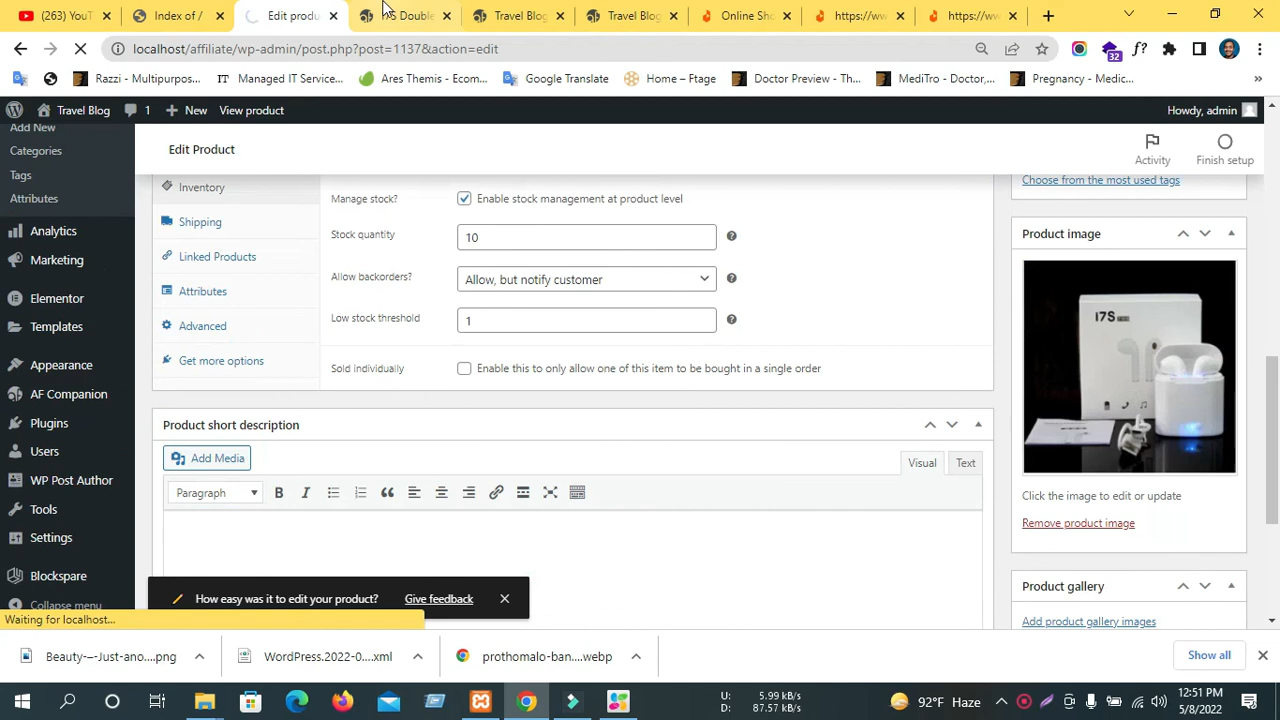 (263) YouT
Index of /
Edit produ
Double
Travel Blog
Travel Blog
Online Sho
https://ww
https://ww
localhost/affiliate/wp-admin/post.php?post=1137&action=edit
32
Razzi - Multipurpos...
IT Managed IT Service...
Ares Themis - Ecom...
Google Translate
Home – Ftage
Doctor Preview - Th...
MediTro - Doctor,...
Pregnancy - Medic...
»
Travel Blog
1
New
View product
Howdy, admin
Add New
Categories
Tags
Attributes
Analytics
Marketing
Elementor
Templates
Appearance
AF Companion
Plugins
Users
WP Post Author
Tools
Settings
Blockspare
Collapse menu
Edit Product
Activity
Finish setup
Inventory
Shipping
Linked Products
Attributes
Advanced
Get more options
Manage stock?
Enable stock management at product level
Stock quantity
10
Allow backorders?
Allow, but notify customer
Low stock threshold
1
Sold individually
Enable this to only allow one of this item to be bought in a single order
Product short description
Add Media
Visual
Text
Paragraph
B I
Choose from the most used tags
Product image
I7S
Click the image to edit or update
Remove product image
Product gallery
Add product gallery images
How easy was it to edit your product?
Give feedback
Waiting for localhost...
Beauty-–-Just-ano....png
WordPress.2022-0....xml
prothomalo-ban....webp
Show all
U: 5.99 kB/s
D: 87.57 kB/s
92°F Haze
12:51 PM
5/8/2022